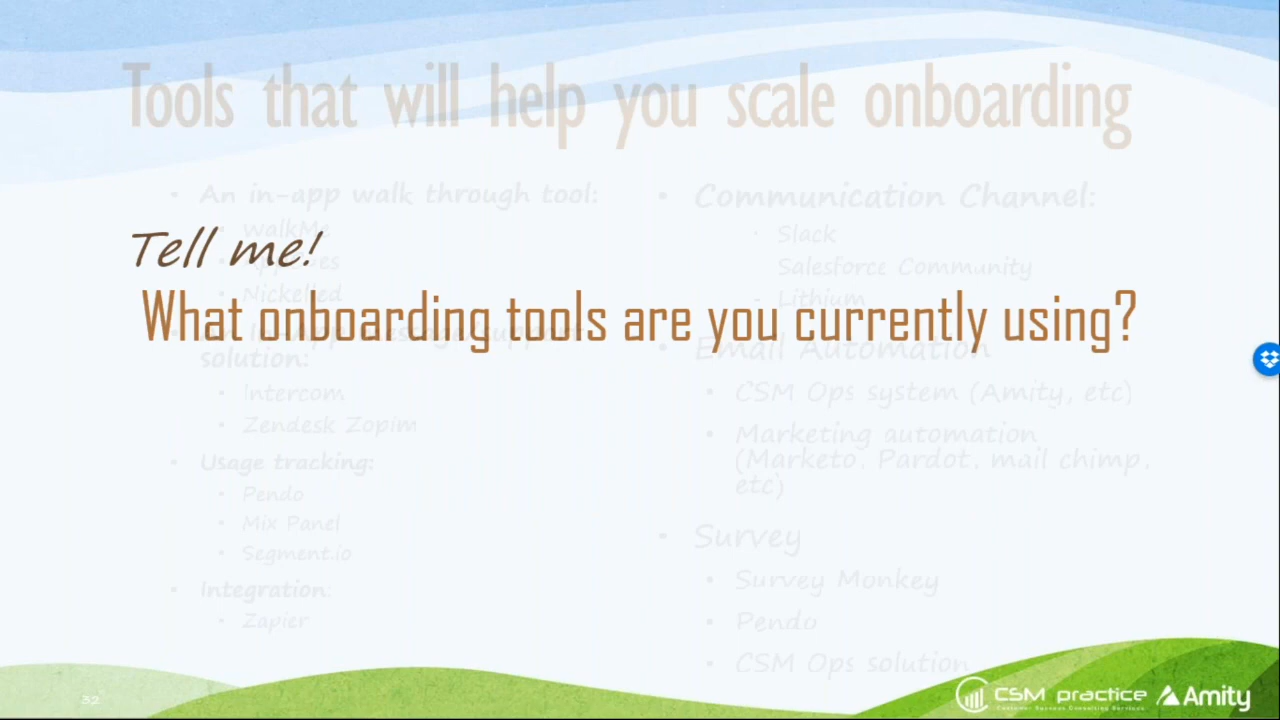 Tools that will help you scale onboarding
Tell me!
What onboarding tools are you currently using?
• An in-app walk through tool:
• WalkMe
• Nickelled
solution:
• Intercom
• Zendesk Zopim
• Usage tracking:
• Pendo
• Mix Panel
• Segment.io
• Integration:
• Zapier
• Communication Channel:
Slack
Salesforce Community
- Lithium
• Email Automation
• CSM Ops system (Amity, etc)
• Marketing automation
(Marketo, Pardot, mail chimp,
etc)
• Survey
• Survey Monkey
• Pendo
• CSM Ops solution
32
CSM practice
Customer Success Consulting Services
Amity